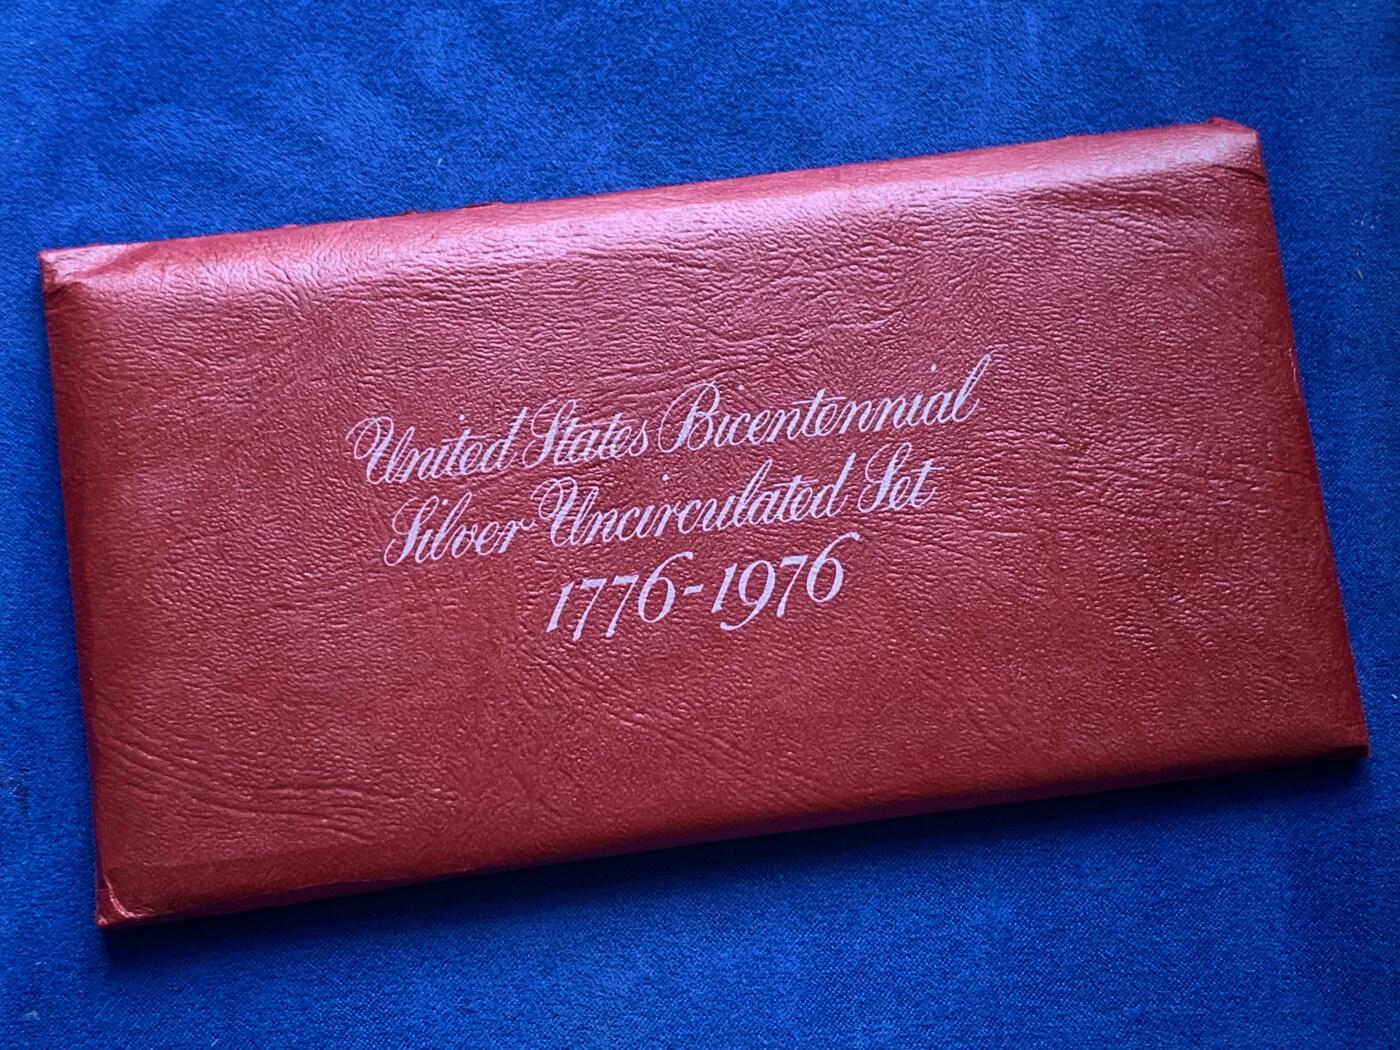 United States Bicentennial
Silver Uncirculated Set
1776-1976